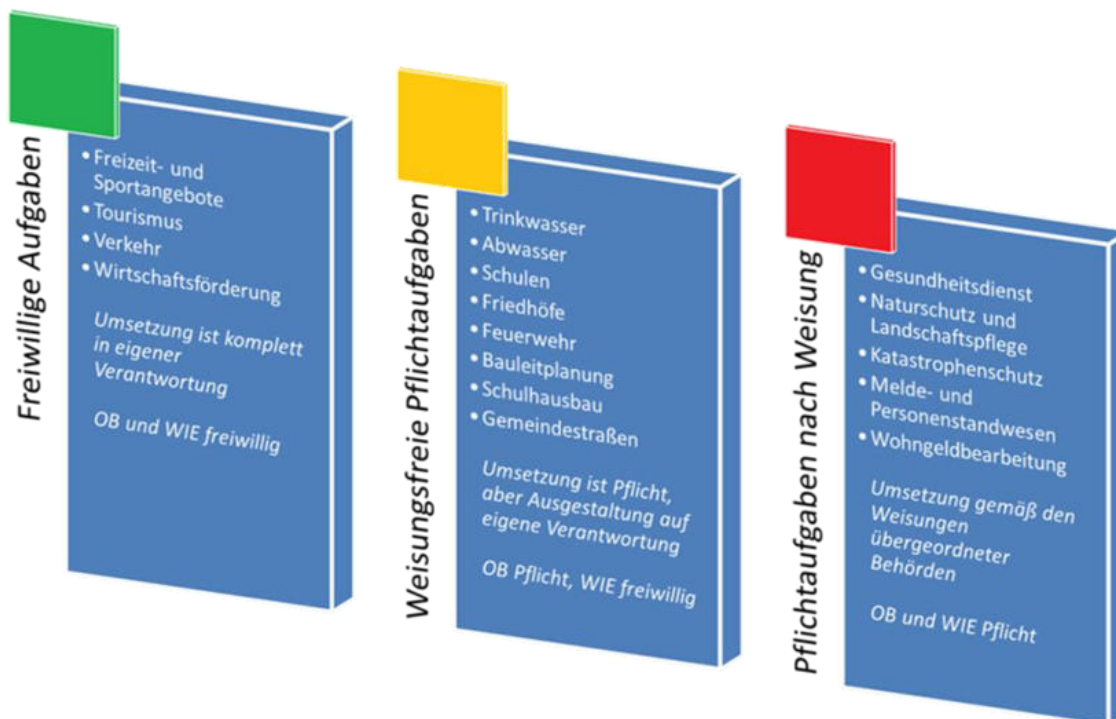 Freiwillige Aufgaben
• Freizeit- und
Sportangebote
• Tourismus
• Verkehr
• Wirtschaftsförderung
Umsetzung ist komplett
in eigener
Verantwortung
OB und WIE freiwillig
Weisungsfreie Pflichtaufgaben
• Trinkwasser
• Abwasser
• Schulen
• Friedhöfe
• Feuerwehr
• Bauleitplanung
• Schulhausbau
• Gemeindestraßen
Umsetzung ist Pflicht,
aber Ausgestaltung auf
eigene Verantwortung
OB Pflicht, WIE freiwillig
Pflichtaufgaben nach Weisung
• Gesundheitsdienst
• Naturschutz und
Landschaftspflege
• Katastrophenschutz
• Melde- und
Personenstandwesen
• Wohngeldbearbeitung
Umsetzung gemäß den
Weisungen
übergeordneter
Behörden
OB und WIE Pflicht